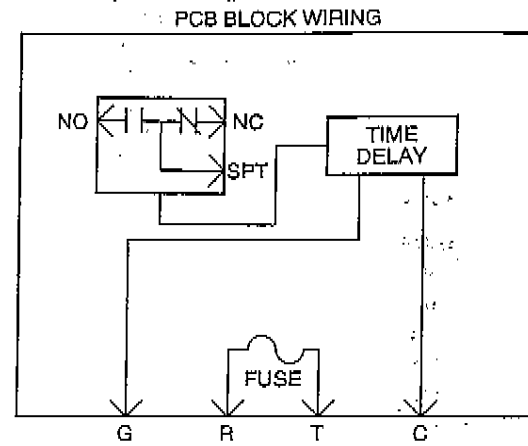 PCB BLOCK WIRING
NO
NC
SPT
TIME
DELAY
FUSE
G R T C